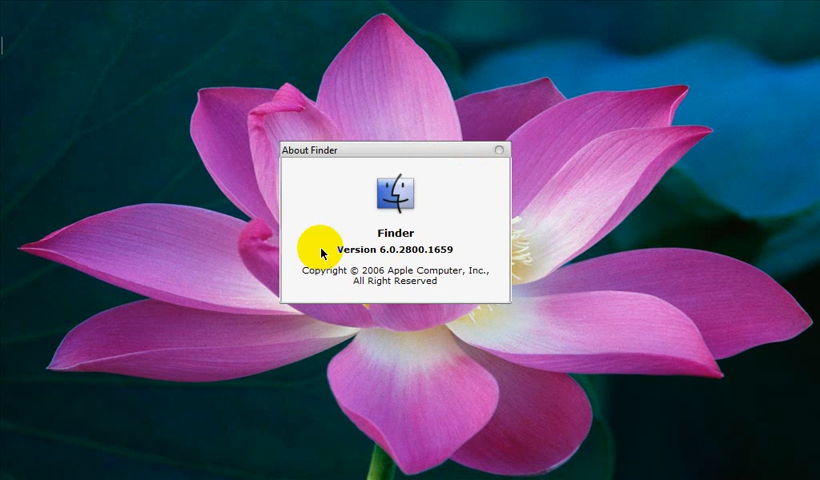 About Finder
Finder
Version 6.0.2800.1659
Copyright © 2006 Apple Computer, Inc.,
All Right Reserved